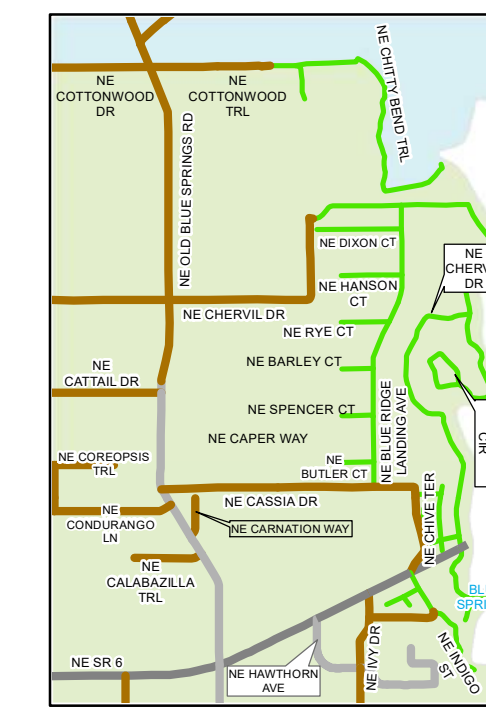 NE CHITTY BEND TRL
NE
COTTONWOOD
DR
NE
COTTONWOOD
TRL
NE OLD BLUE SPRINGS RD
NE DIXON CT
NE
CHERV
DR
NE HANSON
CT
NE CHERVIL DR
NE RYE CT
NE BARLEY CT
NE
CATTAIL DR
NE BLUE RIDGE
LANDING AVE
NE SPENCER CT
CIR
NE CAPER WAY
NE COREOPSIS
TRL
NE
BUTLER CT
NE CASSIA DR
NE
CONDURANGO
LN
NE CARNATION WAY
NE CHIVE TER
NE
CALABAZILLA
TRL
BL
SPRI
NE SR 6
NE HAWTHORN
AVE
NE IVY DR
NE INDIGO
ST